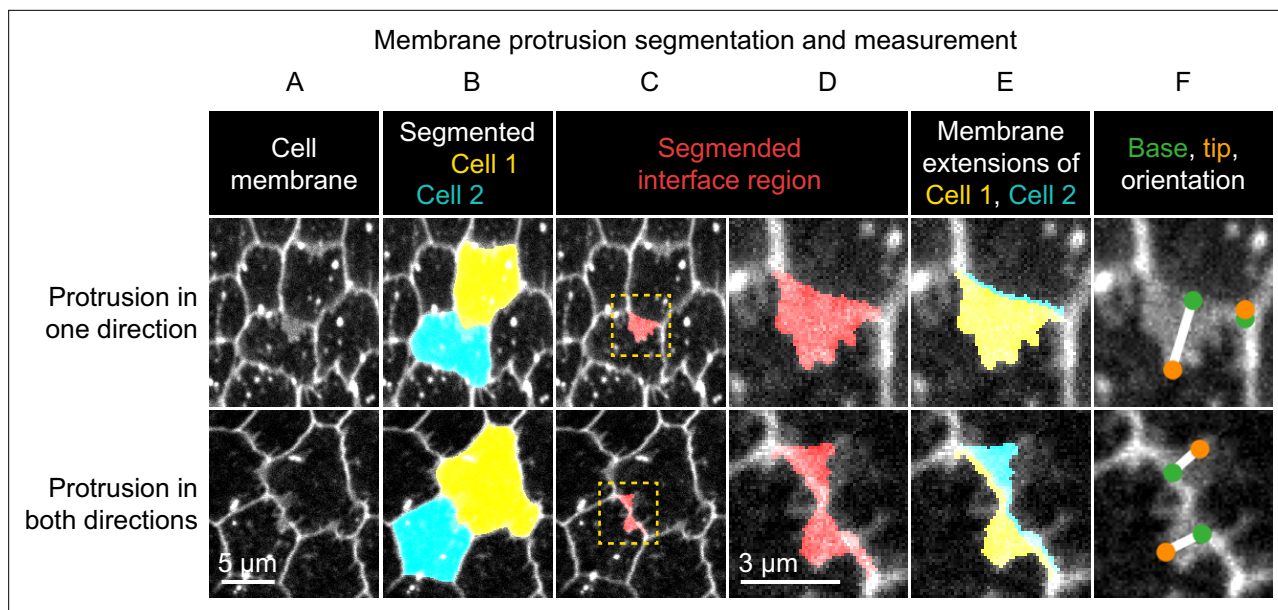 Membrane protrusion segmentation and measurement
A B C D E F
Cell
membrane
Segmented
Cell 1
Cell 2
Segmended
interface region
Membrane
extensions of
Cell 1, Cell 2
Base, tip,
orientation
Protrusion in
one direction
Protrusion in
both directions
5 µm
3 µm